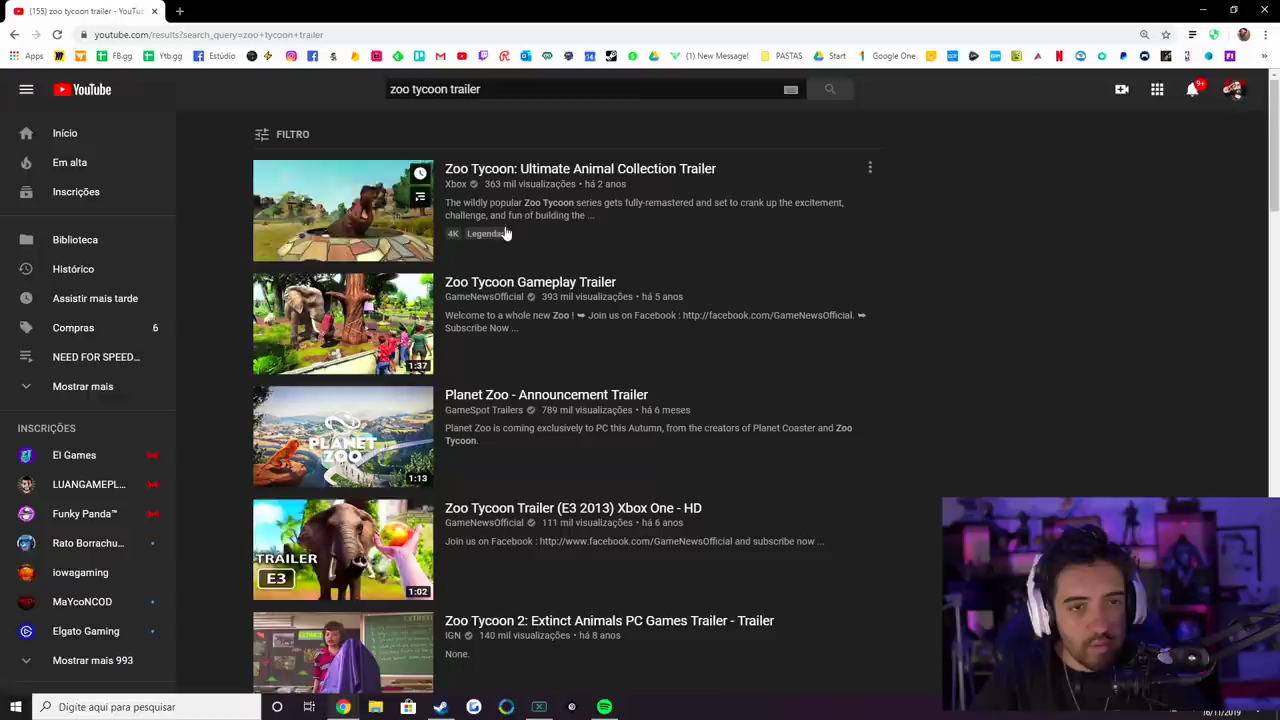 (155) zoo tycoon trailer - YouTu
youtube.com/results?search_query=zoo+tycoon+trailer
Apps
FB.gg
Ytb.gg
Estúdio
(1) New Message!
PASTAS
Start
Google One
YouTube
zoo tycoon trailer
9+
Início
Em alta
Inscrições
Biblioteca
Histórico
Assistir mais tarde
Compras 6
NEED FOR SPEED...
Mostrar mais
INSCRIÇÕES
EI Games
LUANGAMEPL...
Funky Panda™
Rato Borrachu...
iowagaming
MaYcoNCOD
Elgato Gaming
Mostrar mais 993
FILTRO
Zoo Tycoon: Ultimate Animal Collection Trailer
Xbox 363 mil visualizações • há 2 anos
The wildly popular Zoo Tycoon series gets fully-remastered and set to crank up the excitement,
challenge, and fun of building the ...
4K Legendas
Zoo Tycoon Gameplay Trailer
GameNewsOfficial 393 mil visualizações • há 5 anos
Welcome to a whole new Zoo ! ➥ Join us on Facebook : http://facebook.com/GameNewsOfficial. ➥
Subscribe Now ...
1:37
Planet Zoo - Announcement Trailer
GameSpot Trailers 789 mil visualizações • há 6 meses
Planet Zoo is coming exclusively to PC this Autumn, from the creators of Planet Coaster and Zoo
Tycoon.
PLANET
ZOO
1:13
Zoo Tycoon Trailer (E3 2013) Xbox One - HD
GameNewsOfficial 111 mil visualizações • há 6 anos
Join us on Facebook : http://www.facebook.com/GameNewsOfficial and subscribe now ...
TRAILER
E3
1:02
Zoo Tycoon 2: Extinct Animals PC Games Trailer - Trailer
IGN 140 mil visualizações • há 8 anos
None.
Digite aqui para pesquisar
16/11/2019